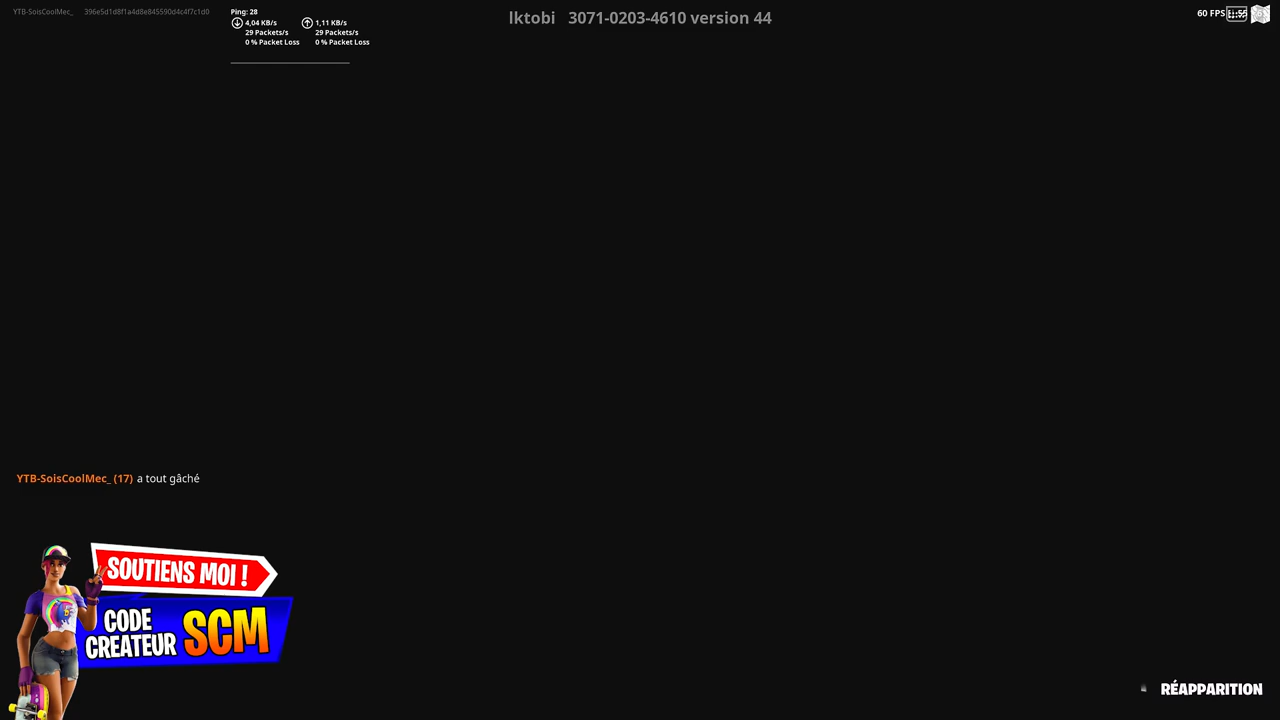 YTB-SoisCoolMec_ 396e5d1d8f1a4d8e845590d4c4f7c1d0
Ping: 28
4,04 KB/s 1,11 KB/s
29 Packets/s 29 Packets/s
0 % Packet Loss 0 % Packet Loss
lktobi 3071-0203-4610 version 44
60 FPS
YTB-SoisCoolMec_ (17) a tout gâché
SOUTIENS MOI !
CODE
CREATEUR SCM
RÉAPPARITION